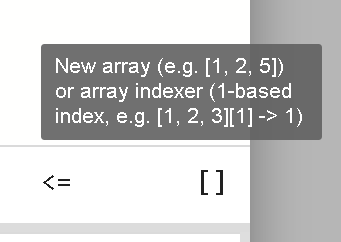 New array (e.g. [1, 2, 5])
or array indexer (1-based
index, e.g. [1, 2, 3][1] -> 1)
<= []